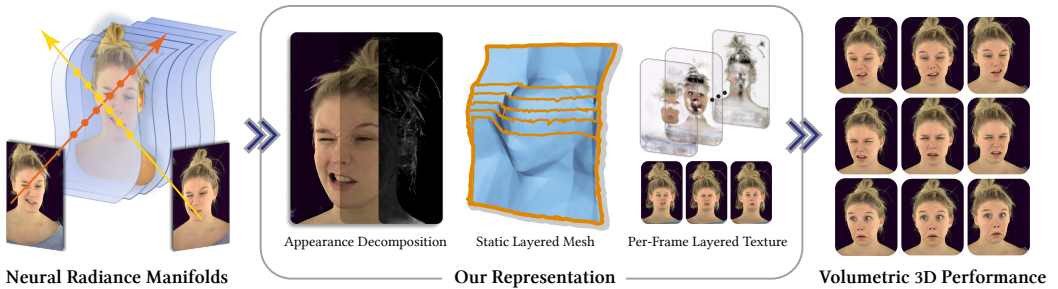 Appearance Decomposition
Static Layered Mesh
Per-Frame Layered Texture
Neural Radiance Manifolds
Our Representation
Volumetric 3D Performance